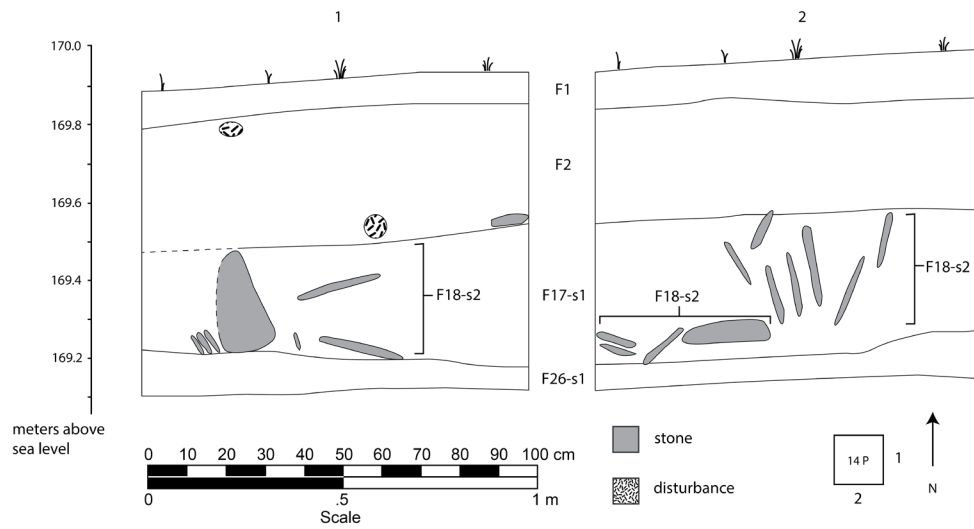 1
2
170.0
169.8
169.6
169.4
169.2
meters above
sea level
F1
F2
F17-s1
F26-s1
F18-s2
F18-s2
F18-s2
0 10 20 30 40 50 60 70 80 90 100 cm
0 .5 1 m
Scale
stone
disturbance
14 P
1
2
N